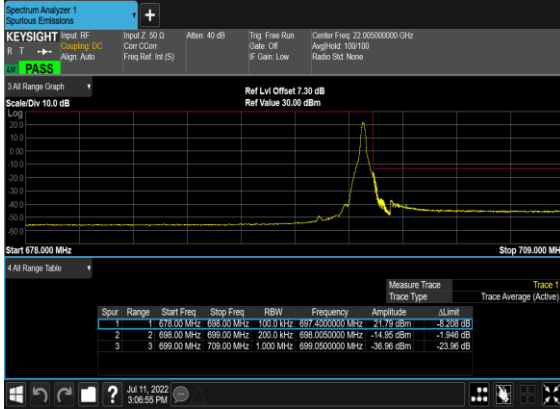 Spectrum Analyzer 1
Spurious Emissions
+
KEYSIGHT Input: RF Input Z: 50 Ω Atten: 40 dB Trig: Free Run Center Freq: 22.005000000 GHz
R T Coupling: DC Corr CCorr Gate: Off Avg|Hold: 100/100
Align: Auto Freq Ref: Int (S) IF Gain: Low Radio Std: None
PASS
3 All Range Graph Ref Lvl Offset 7.30 dB
Scale/Div 10.0 dB Ref Value 30.00 dBm
Log
20.0
10.0
0.00
-10.0
-20.0
-30.0
-40.0
-50.0
-60.0
Start 678.000 MHz Stop 709.000 MH
4 All Range Table
Measure Trace Trace 1
Trace Type Trace Average (Active)
Spur Range Start Freq Stop Freq RBW Frequency Amplitude ΔLimit
1 1 678.00 MHz 698.00 MHz 100.0 kHz 697.4000000 MHz 21.79 dBm -8.208 dB
2 2 698.00 MHz 699.00 MHz 200.0 kHz 698.0050000 MHz -14.95 dBm -1.946 dB
3 3 699.00 MHz 709.00 MHz 1.000 MHz 699.0500000 MHz -36.96 dBm -23.96 dB
? Jul 11, 2022
3:06:55 PM